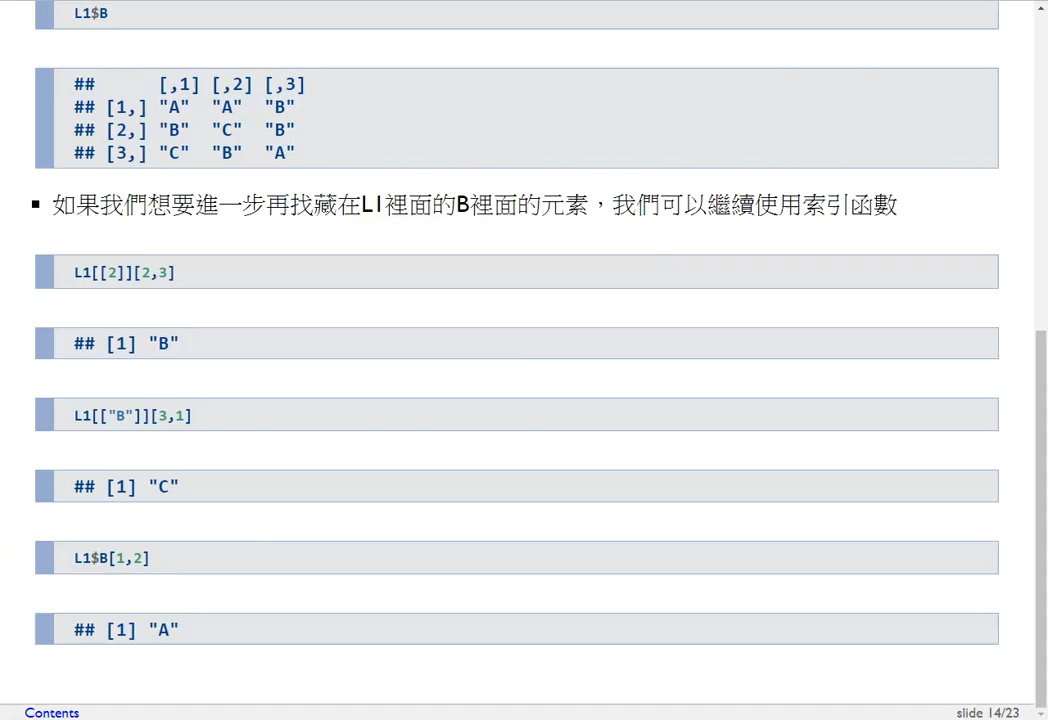 L1$B
##      [,1] [,2] [,3]
## [1,] "A"  "A"  "B"
## [2,] "B"  "C"  "B"
## [3,] "C"  "B"  "A"
▪ 如果我們想要進一步再找藏在L1裡面的B裡面的元素，我們可以繼續使用索引函數
L1[[2]][2,3]
## [1] "B"
L1[["B"]][3,1]
## [1] "C"
L1$B[1,2]
## [1] "A"
Contents
slide 14/23